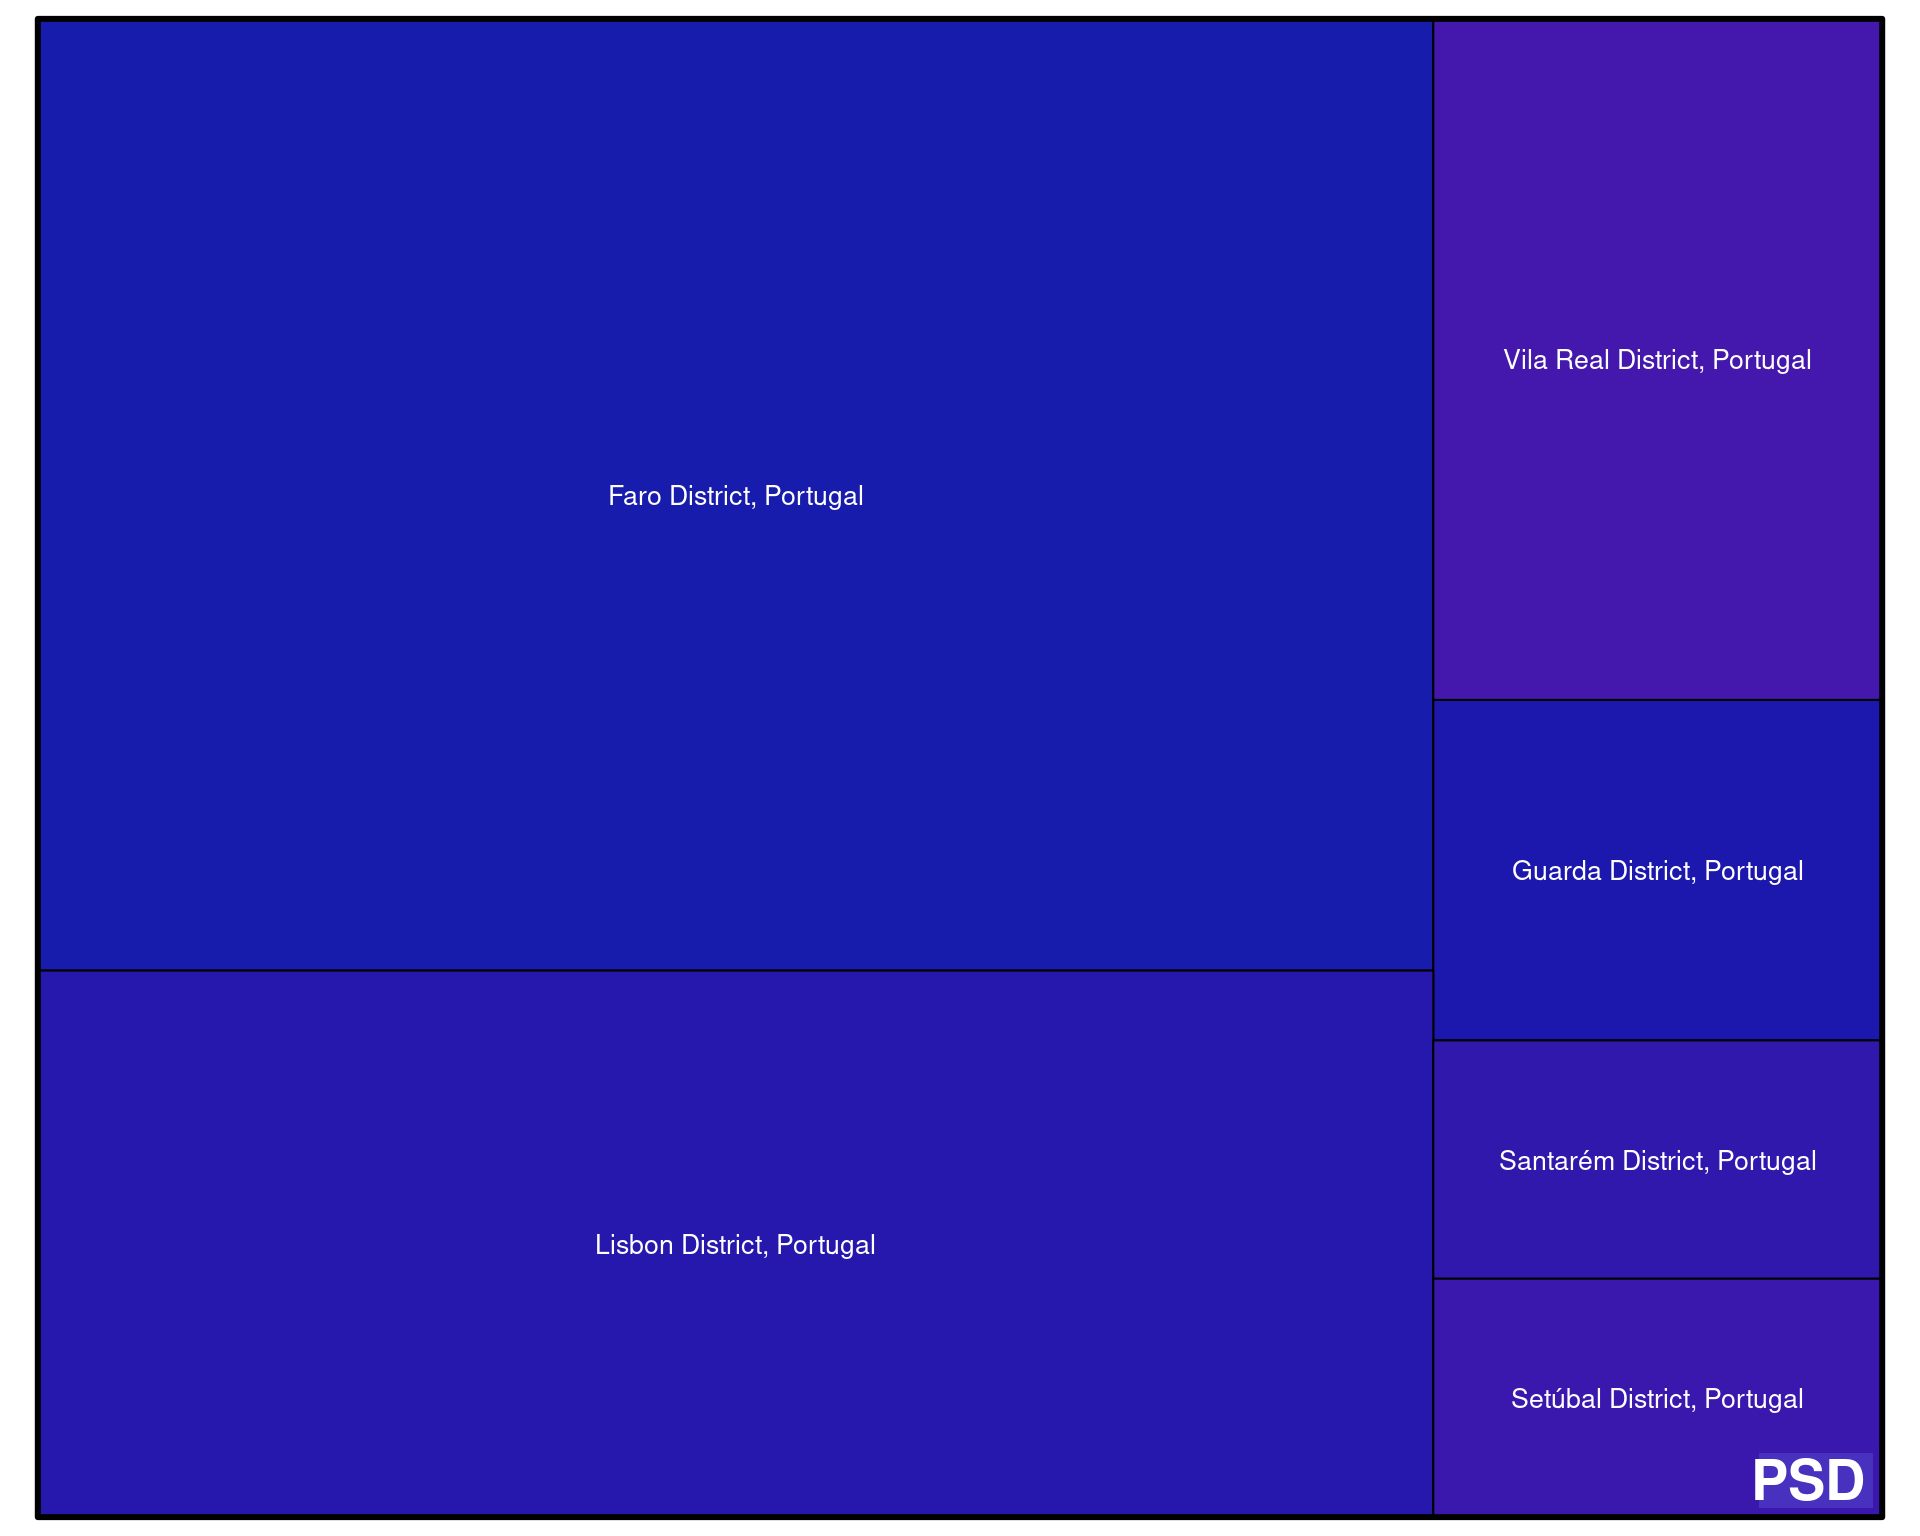 Faro District, Portugal
Lisbon District, Portugal
Vila Real District, Portugal
Guarda District, Portugal
Santarém District, Portugal
Setúbal District, Portugal
PSD